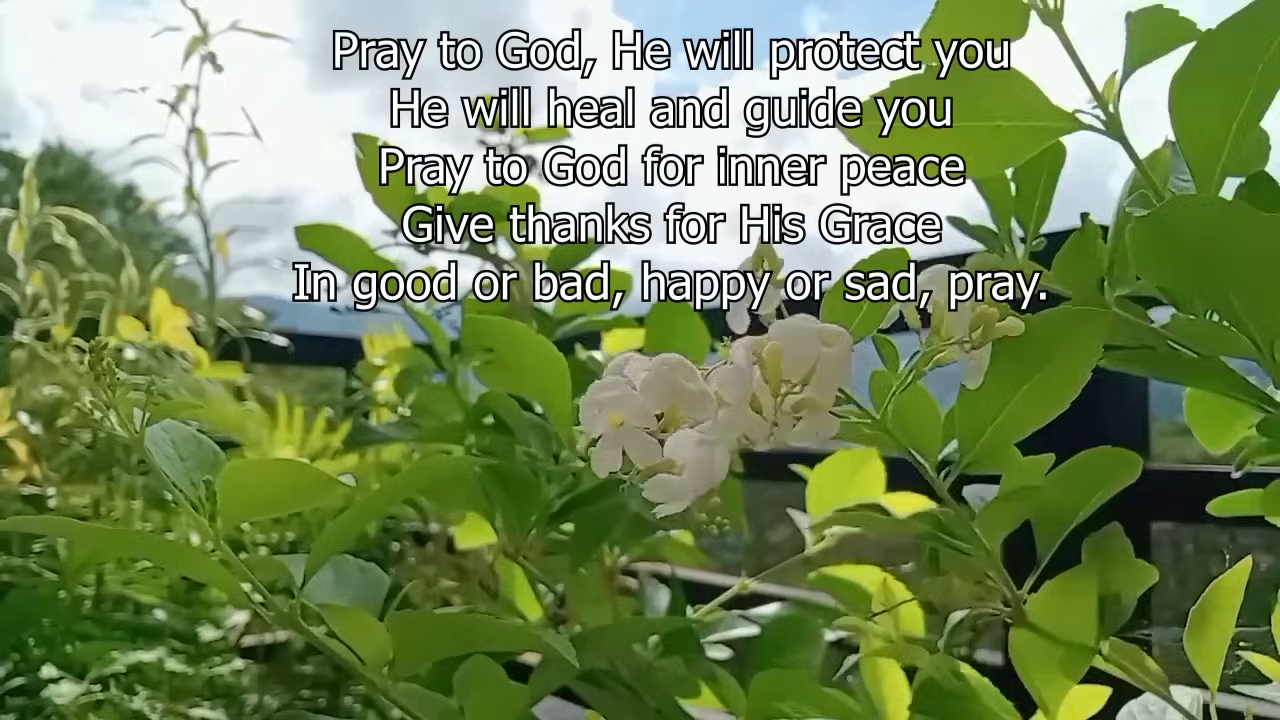 Pray to God, He will protect you
He will heal and guide you
Pray to God for inner peace
Give thanks for His Grace
In good or bad, happy or sad, pray.